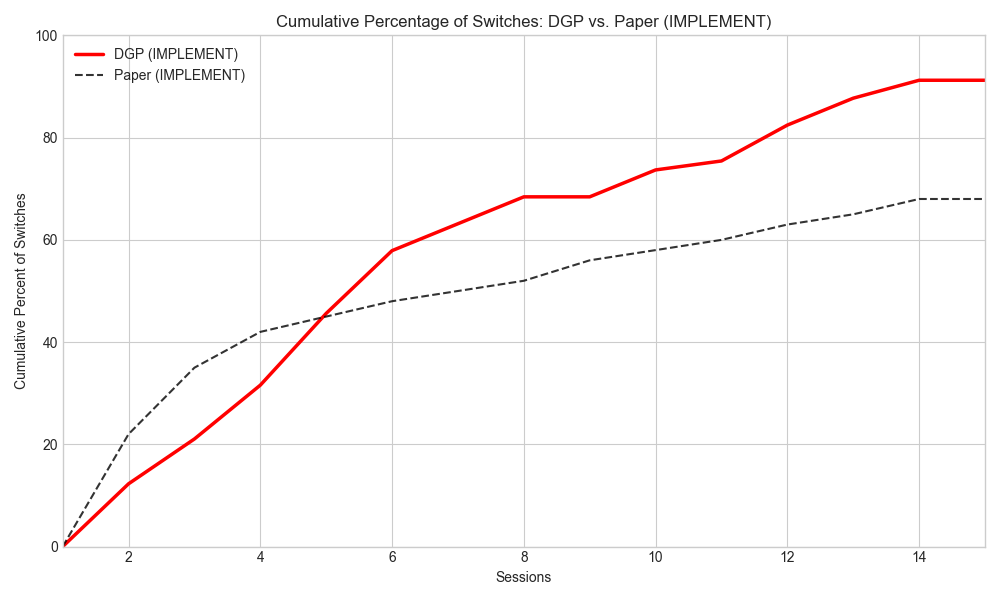 Cumulative Percentage of Switches: DGP vs. Paper (IMPLEMENT)
DGP (IMPLEMENT)
Paper (IMPLEMENT)
Cumulative Percent of Switches
100
80
60
40
20
0
2 4 6 8 10 12 14
Sessions